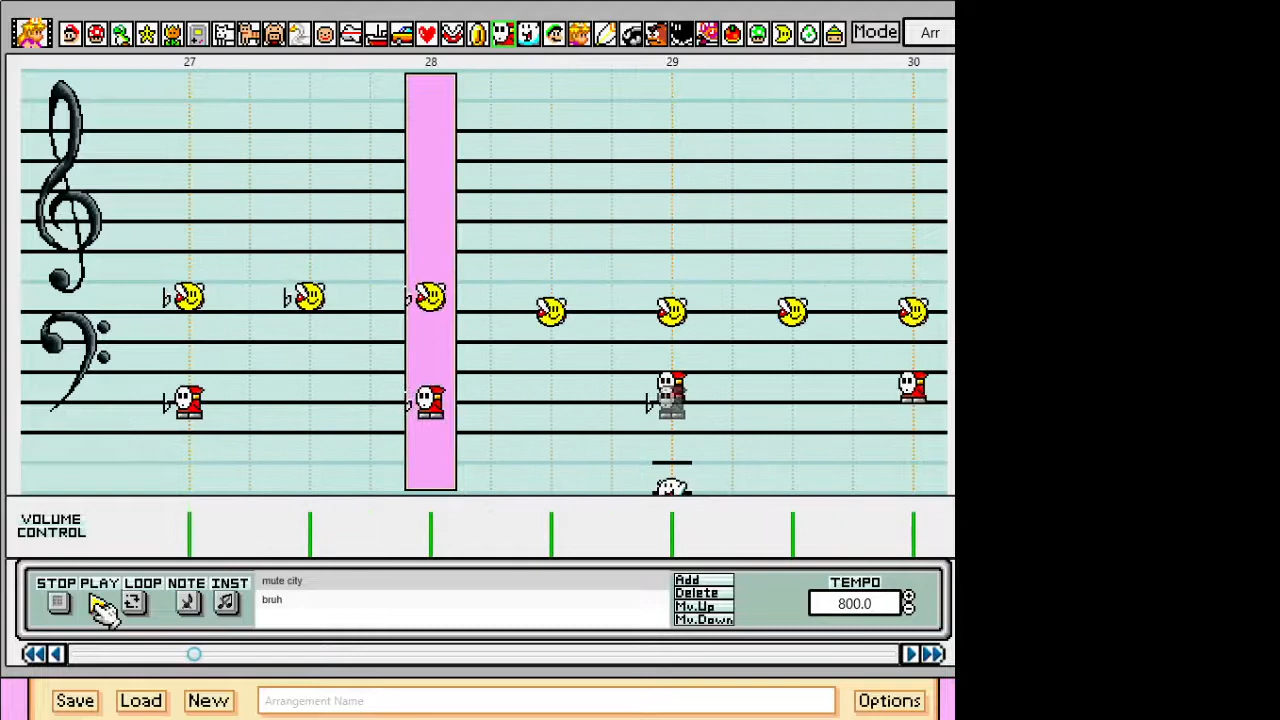 Mode Arr
27 28 29 30
VOLUME
CONTROL
STOP PLAY LOOP NOTE INST
mute city
bruh
Add
Delete
Mv.Up
Mv.Down
TEMPO
800.0
Save Load New Arrangement Name Options